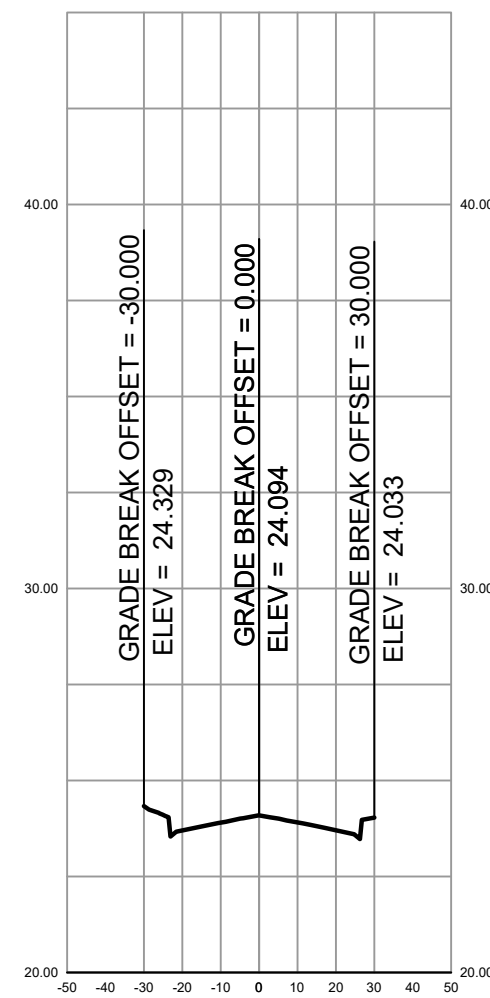 40.00
40.00
GRADE BREAK OFFSET = -30.000
ELEV = 24.329
GRADE BREAK OFFSET = 0.000
ELEV = 24.094
GRADE BREAK OFFSET = 30.000
ELEV = 24.033
30.00
30.00
20.00
20.00
-50 -40 -30 -20 -10 0 10 20 30 40 50